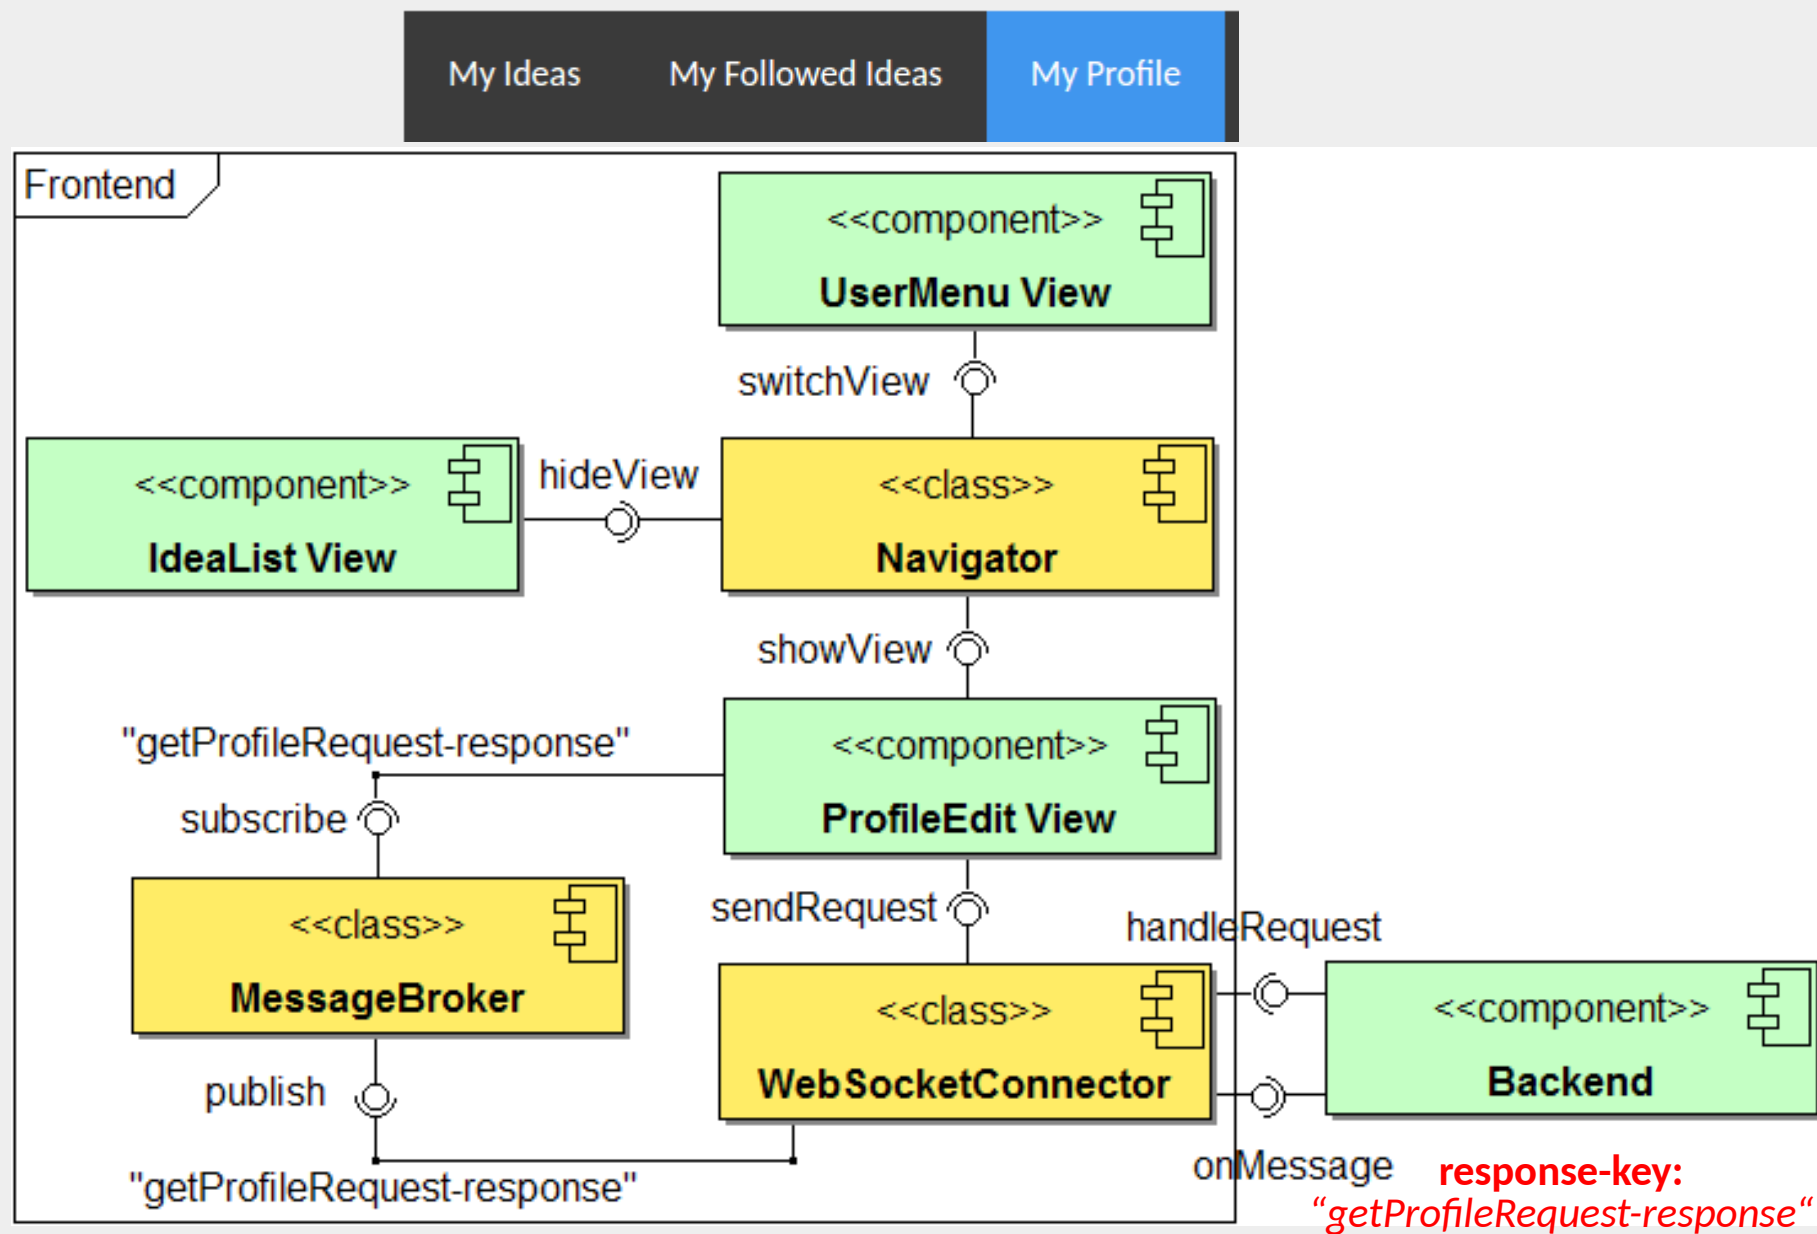 My Ideas My Followed Ideas My Profile
Frontend
<<component>>
UserMenu View
switchView
<<component>>
IdeaList View
hideView
<<class>>
Navigator
showView
"getProfileRequest-response"
<<component>>
ProfileEdit View
subscribe
sendRequest
handleRequest
<<class>>
MessageBroker
<<class>>
WebSocketConnector
<<component>>
Backend
publish
onMessage
"getProfileRequest-response"
response-key:
“getProfileRequest-response“